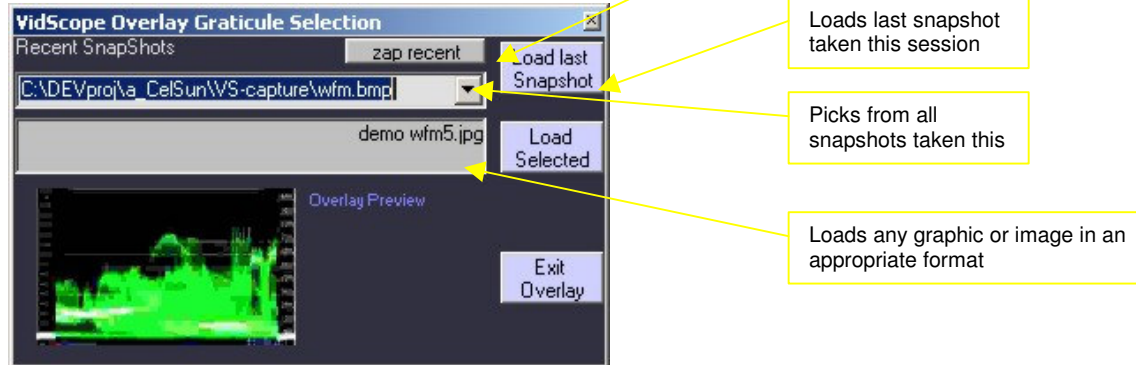 VidScope Overlay Graticule Selection
Recent SnapShots
zap recent
Load last
Snapshot
C:\DEVproj\a_CelSun\VS-capture\wfm.bmp
demo wfm5.jpg
Load
Selected
Overlay Preview
Exit
Overlay
Loads last snapshot
taken this session
Picks from all
snapshots taken this
Loads any graphic or image in an
appropriate format